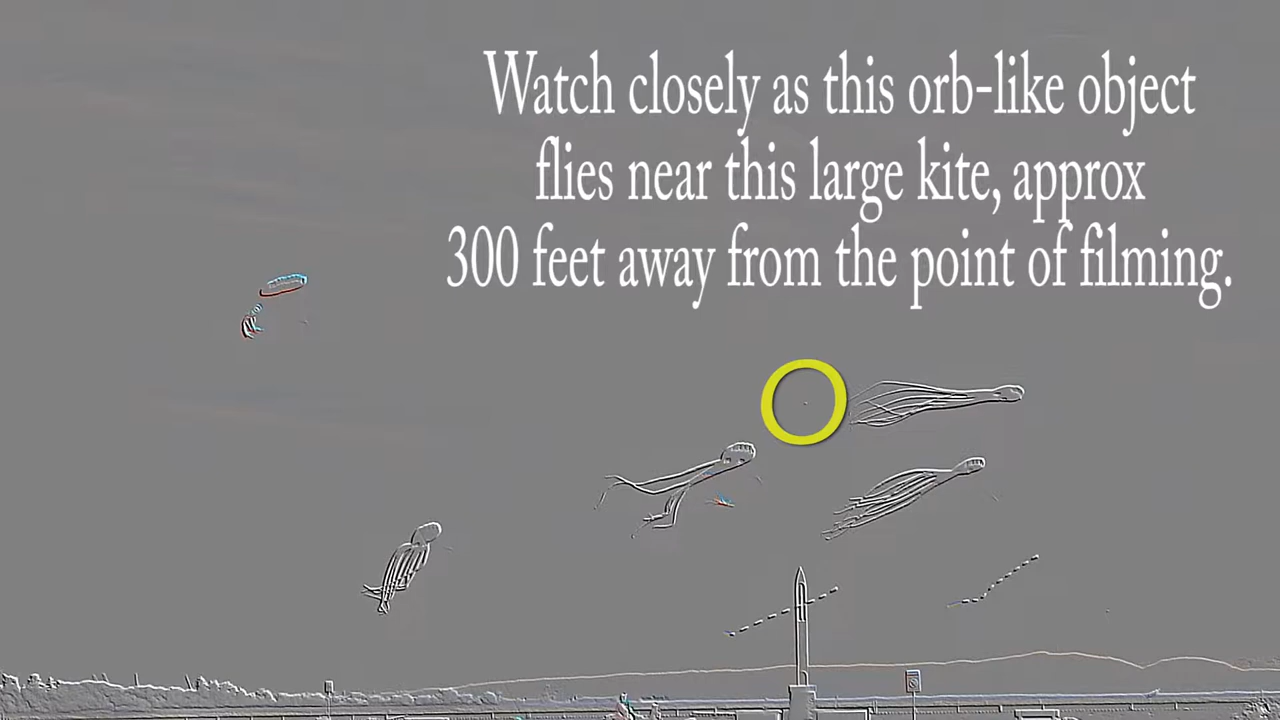 Watch closely as this orb-like object
flies near this large kite, approx
300 feet away from the point of filming.